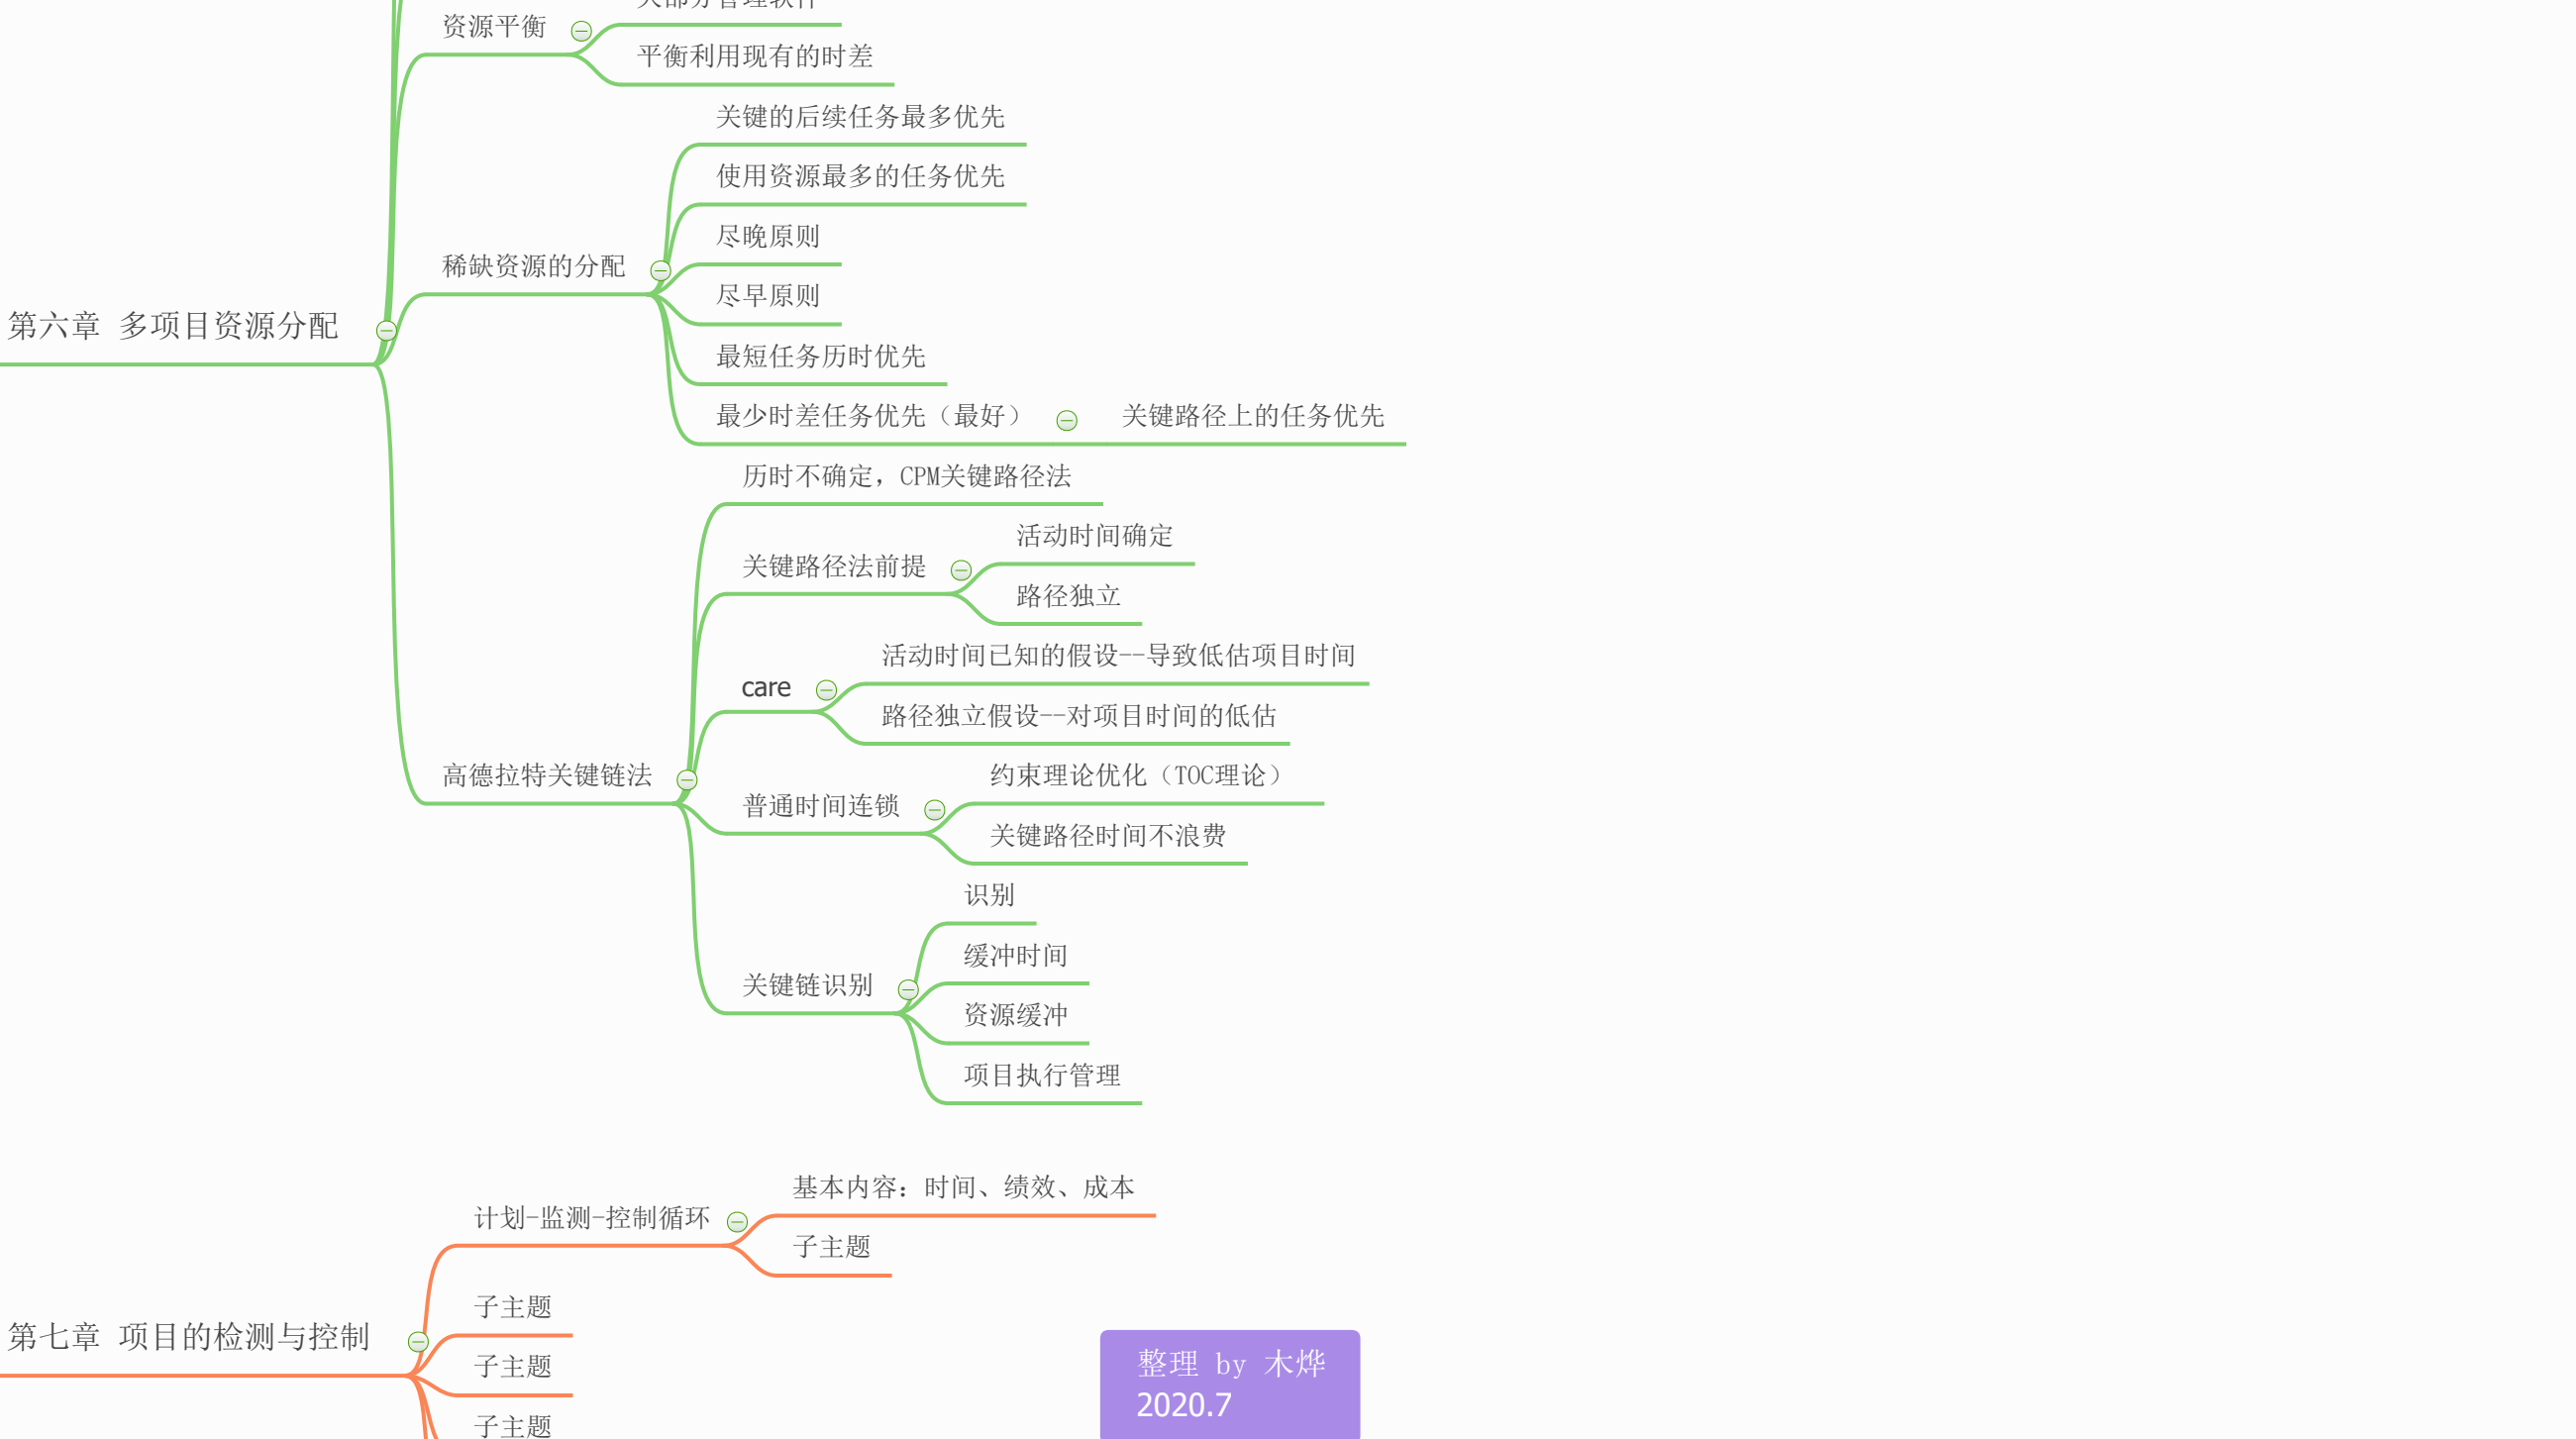 大部分管理软件
资源平衡
平衡利用现有的时差
关键的后续任务最多优先
使用资源最多的任务优先
尽晚原则
稀缺资源的分配
尽早原则
第六章 多项目资源分配
最短任务历时优先
最少时差任务优先（最好）
关键路径上的任务优先
历时不确定，CPM关键路径法
活动时间确定
关键路径法前提
路径独立
活动时间已知的假设--导致低估项目时间
care
路径独立假设--对项目时间的低估
高德拉特关键链法
约束理论优化（TOC理论）
普通时间连锁
关键路径时间不浪费
识别
缓冲时间
关键链识别
资源缓冲
项目执行管理
基本内容：时间、绩效、成本
计划-监测-控制循环
子主题
子主题
第七章 项目的检测与控制
子主题
子主题
整理 by 木烨
2020.7